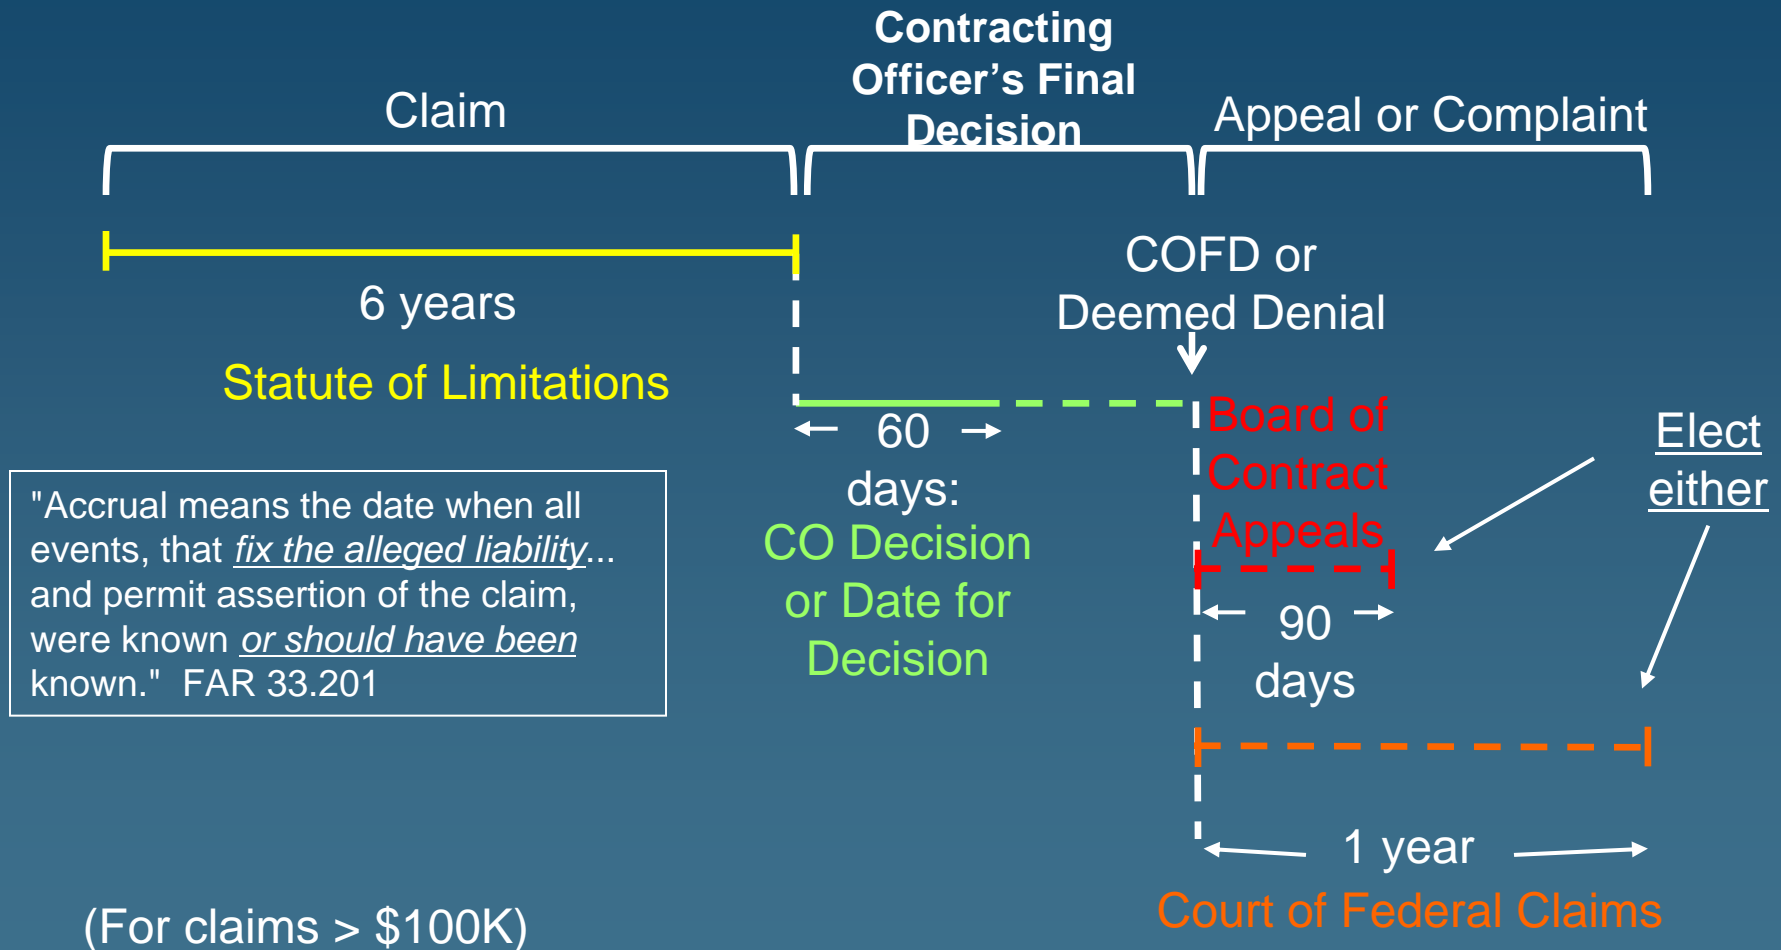 Contracting
Officer’s Final
Decision
Claim
Appeal or Complaint
6 years
Statute of Limitations
COFD or
Deemed Denial
60
days:
CO Decision
or Date for
Decision
Board of
Contract
Appeals
90
days
Elect
either
"Accrual means the date when all
events, that fix the alleged liability...
and permit assertion of the claim,
were known or should have been
known."  FAR 33.201
1 year
Court of Federal Claims
(For claims > $100K)